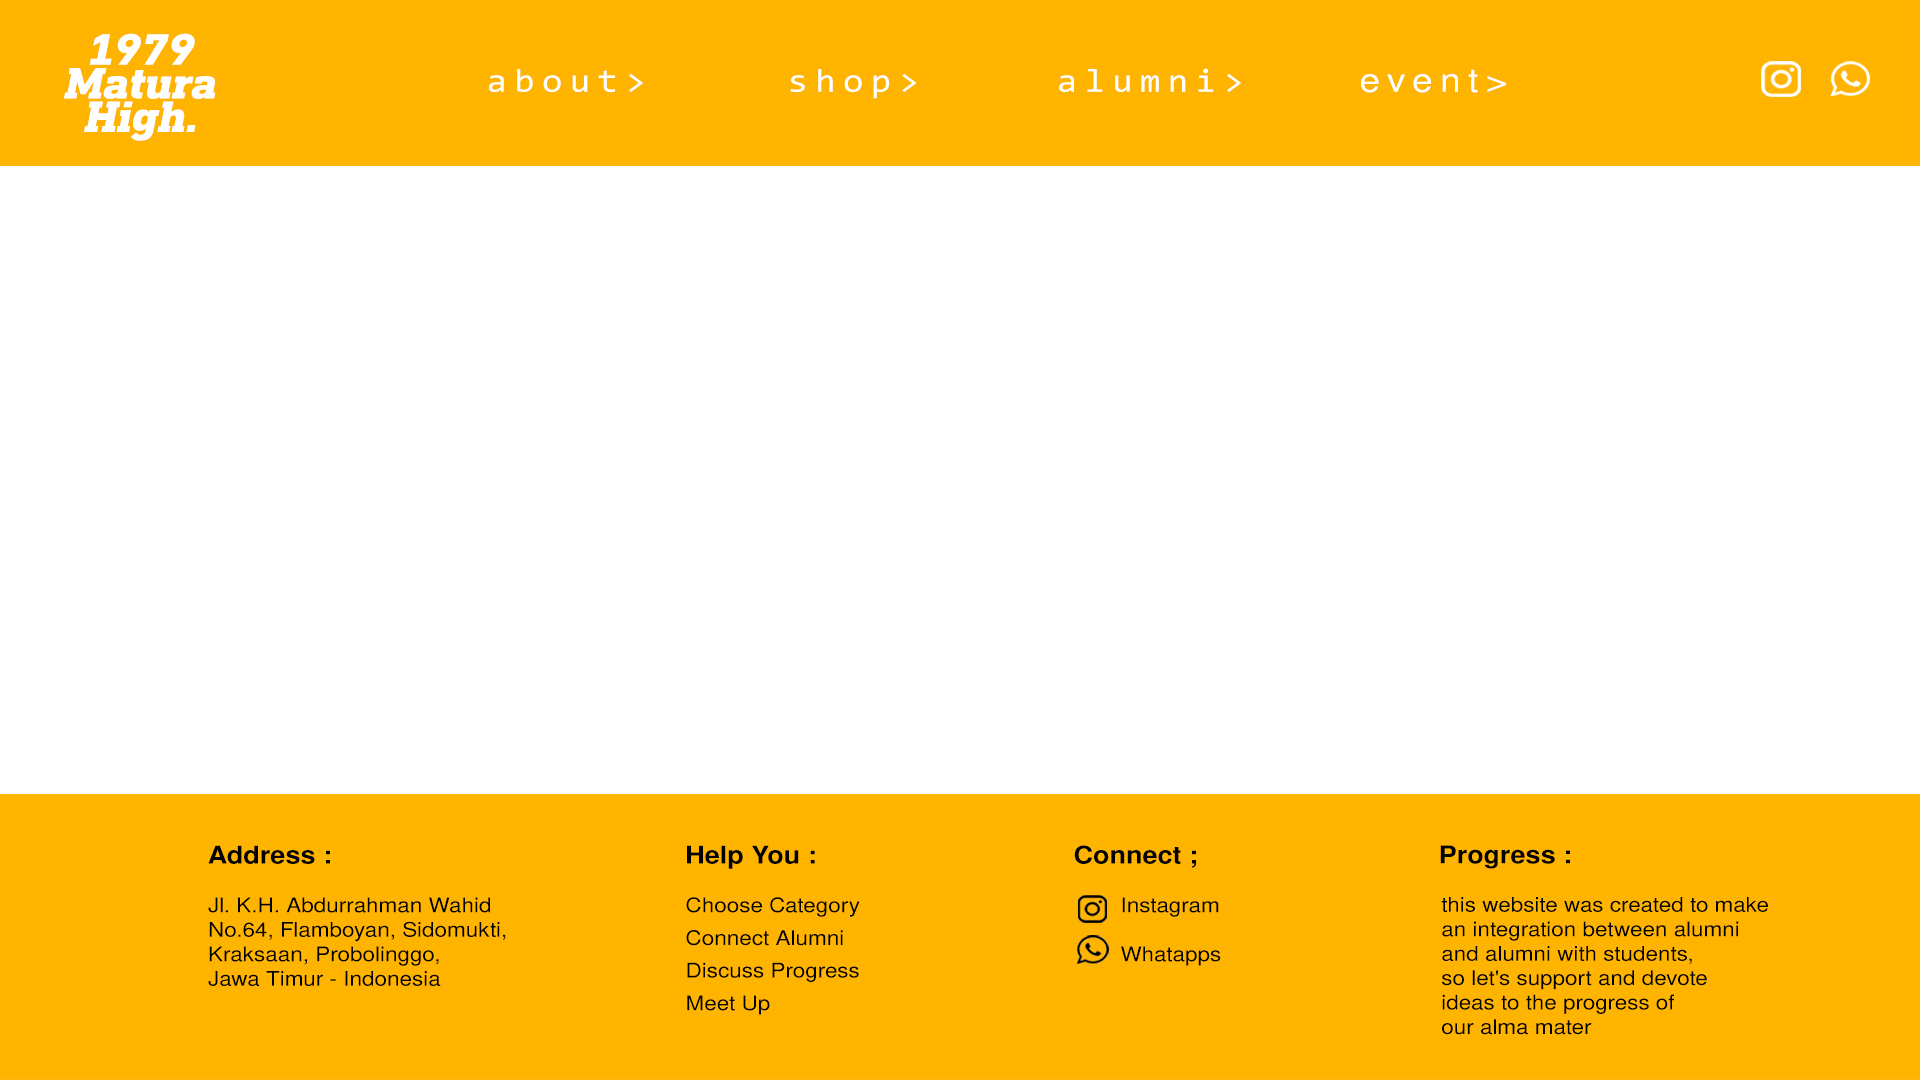 1979
Matura
High.
about>
shop>
alumni>
event>
Address :
Jl. K.H. Abdurrahman Wahid
No.64, Flamboyan, Sidomukti,
Kraksaan, Probolinggo,
Jawa Timur - Indonesia
Help You :
Choose Category
Connect Alumni
Discuss Progress
Meet Up
Connect ;
Instagram
Whatapps
Progress :
this website was created to make
an integration between alumni
and alumni with students,
so let's support and devote
ideas to the progress of
our alma mater